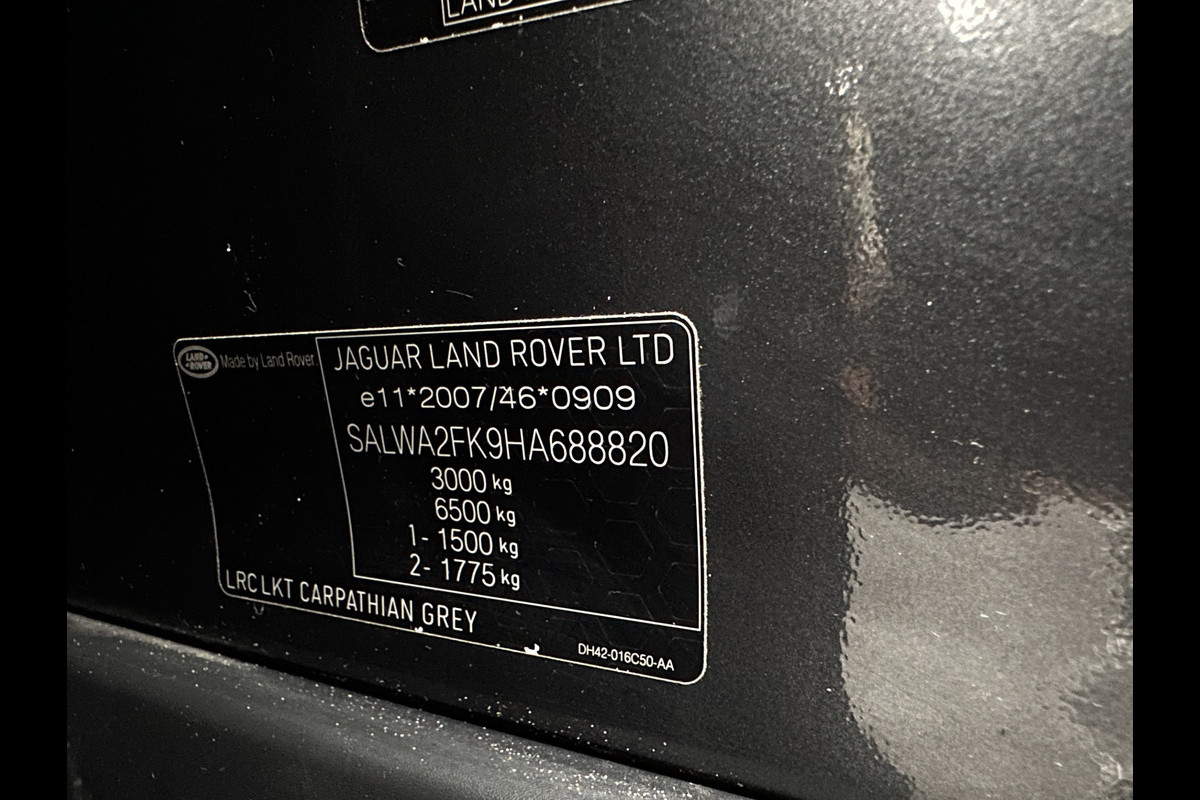 LAND
LAND ROVER
Made by Land Rover
JAGUAR LAND ROVER LTD
e11*2007/46*0909
SALWA2FK9HA688820
3000 kg
6500 kg
1- 1500 kg
2- 1775 kg
LRC LKT CARPATHIAN GREY
DH42-016C50-AA